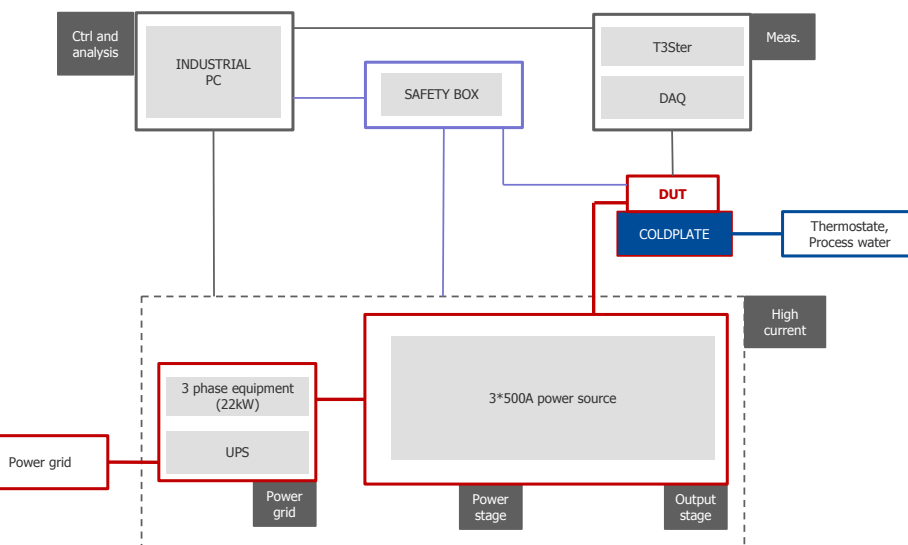 Ctrl and
analysis
INDUSTRIAL
PC
SAFETY BOX
T3Ster
DAQ
Meas.
DUT
COLDPLATE
Thermostate,
Process water
High
current
3 phase equipment
(22kW)
UPS
3*500A power source
Power grid
Power
grid
Power
stage
Output
stage